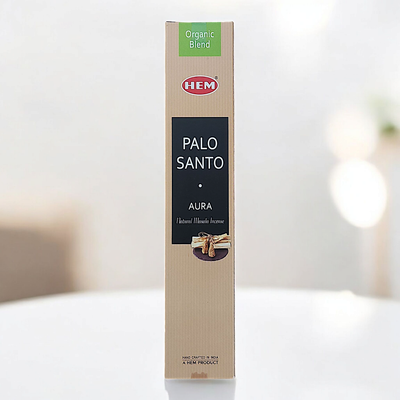 Organic
Blend
HEM
PALO
SANTO
•
AURA
Natural Masala Incense
HAND CRAFTED IN INDIA
A HEM PRODUCT